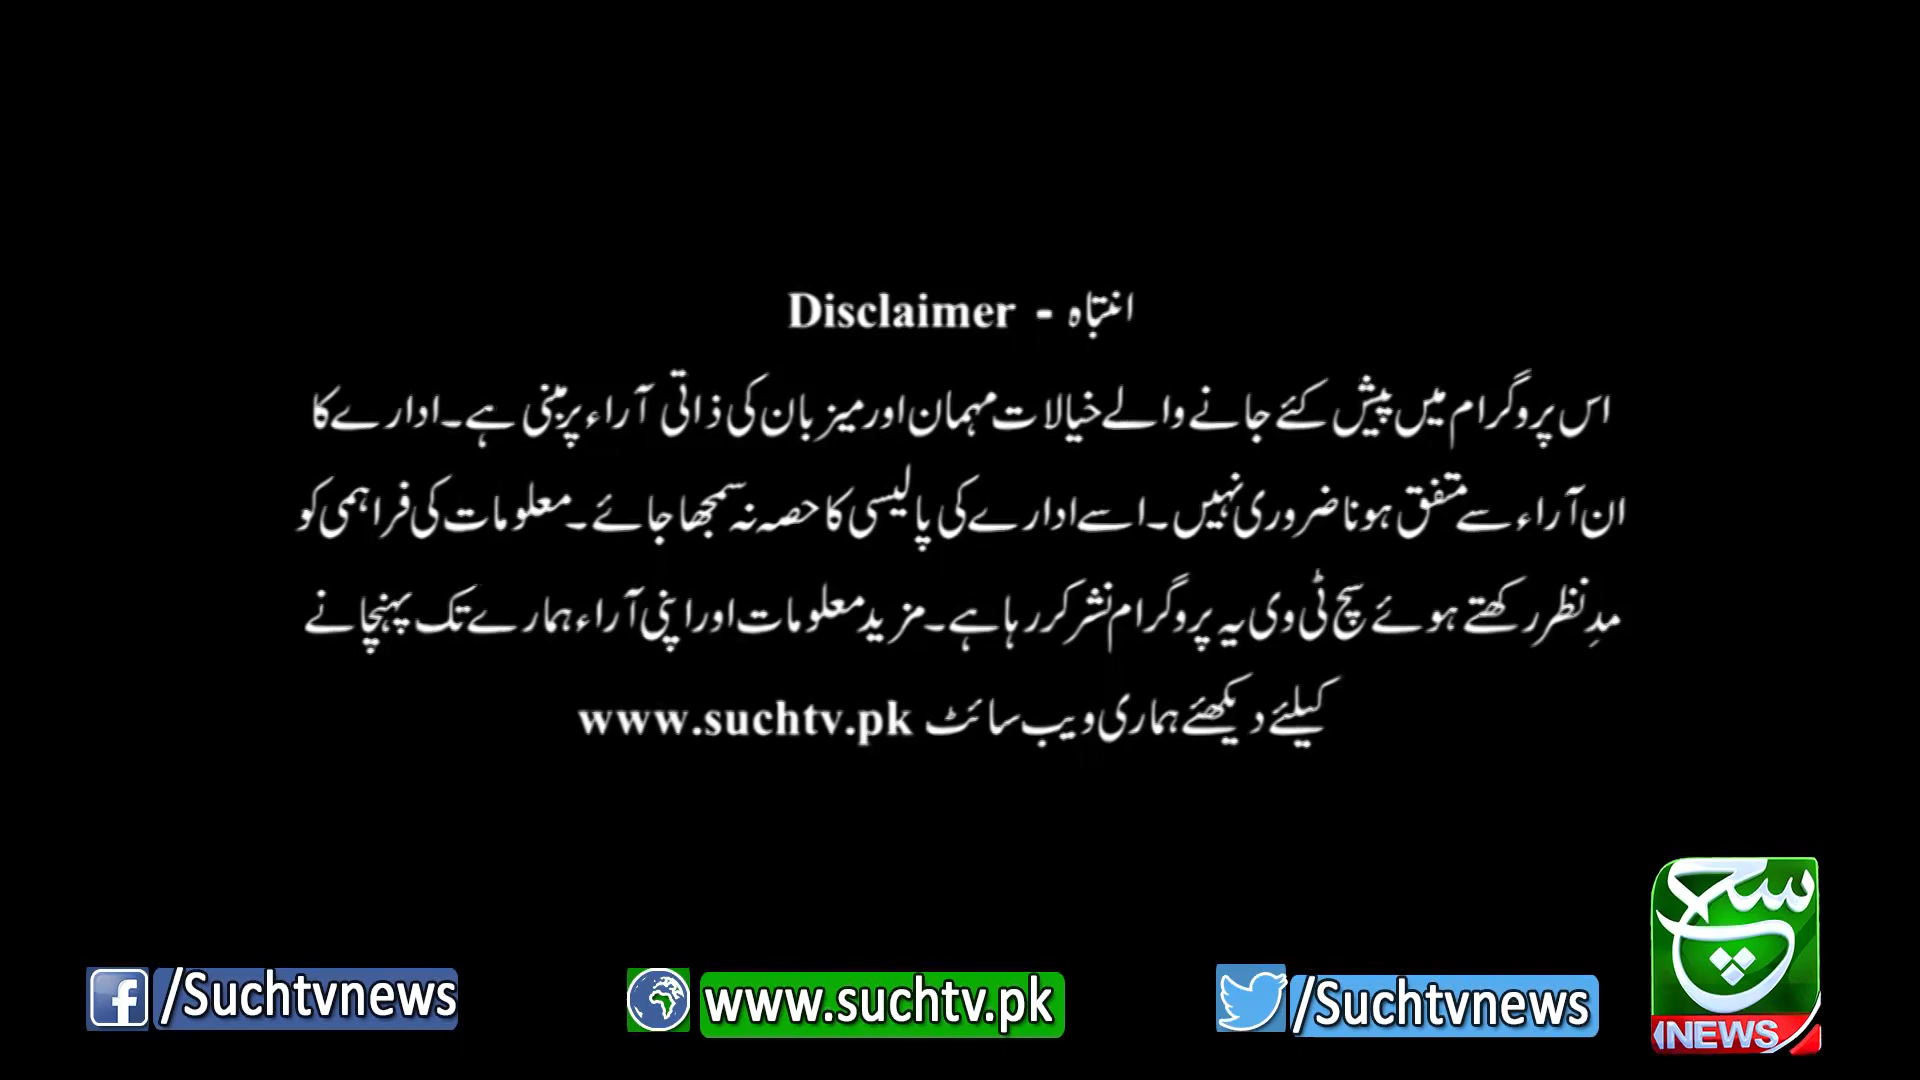 انتباہ - Disclaimer
اس پروگرام میں پیش کئے جانے والے خیالات مہمان اور میزبان کی ذاتی آراء پر مبنی ہے۔ ادارے کا
ان آراء سے متفق ہونا ضروری نہیں۔ اسے ادارے کی پالیسی کا حصہ نہ سمجھا جائے۔ معلومات کی فراہمی کو
مدِنظر رکھتے ہوئے سچ ٹی وی یہ پروگرام نشر کر رہا ہے۔ مزید معلومات اور اپنی آراء ہمارے تک پہنچانے
کیلئے دیکھئے ہماری ویب سائٹ www.suchtv.pk
سچ
NEWS
/Suchtvnews
www.suchtv.pk
/Suchtvnews